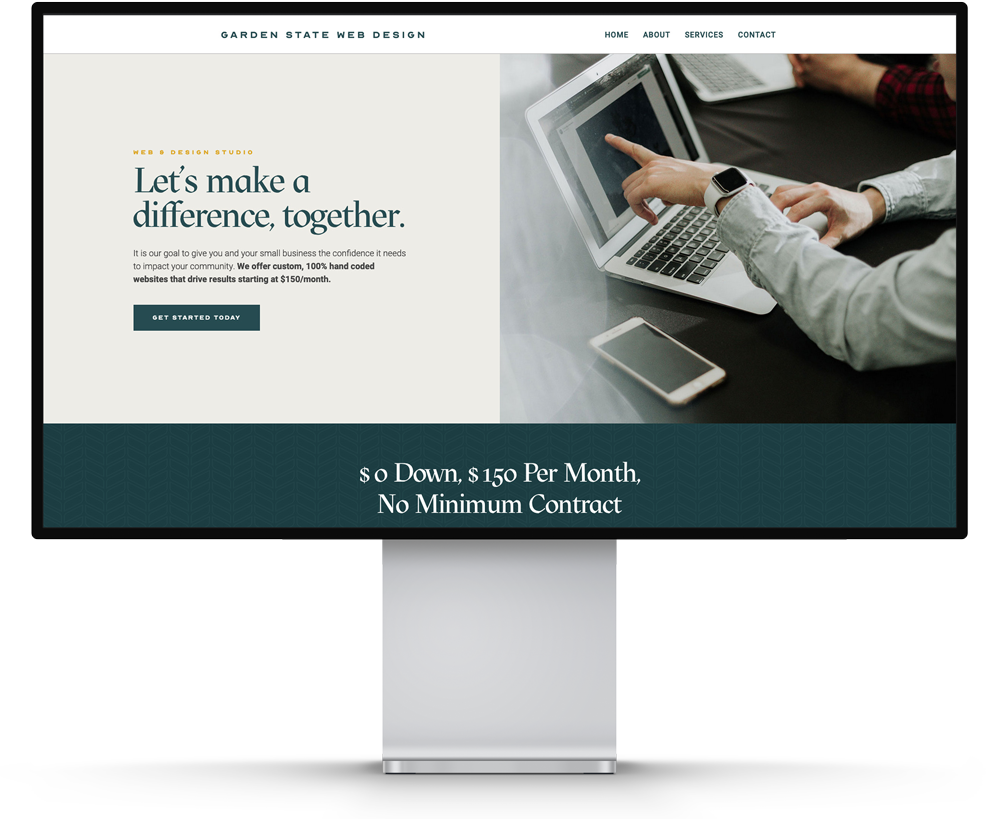 GARDEN STATE WEB DESIGN
HOME ABOUT SERVICES CONTACT
WEB & DESIGN STUDIO
Let's make a
difference, together.
It is our goal to give you and your small business the confidence it needs
to impact your community. We offer custom, 100% hand coded
websites that drive results starting at $150/month.
GET STARTED TODAY
$0 Down, $150 Per Month,
No Minimum Contract